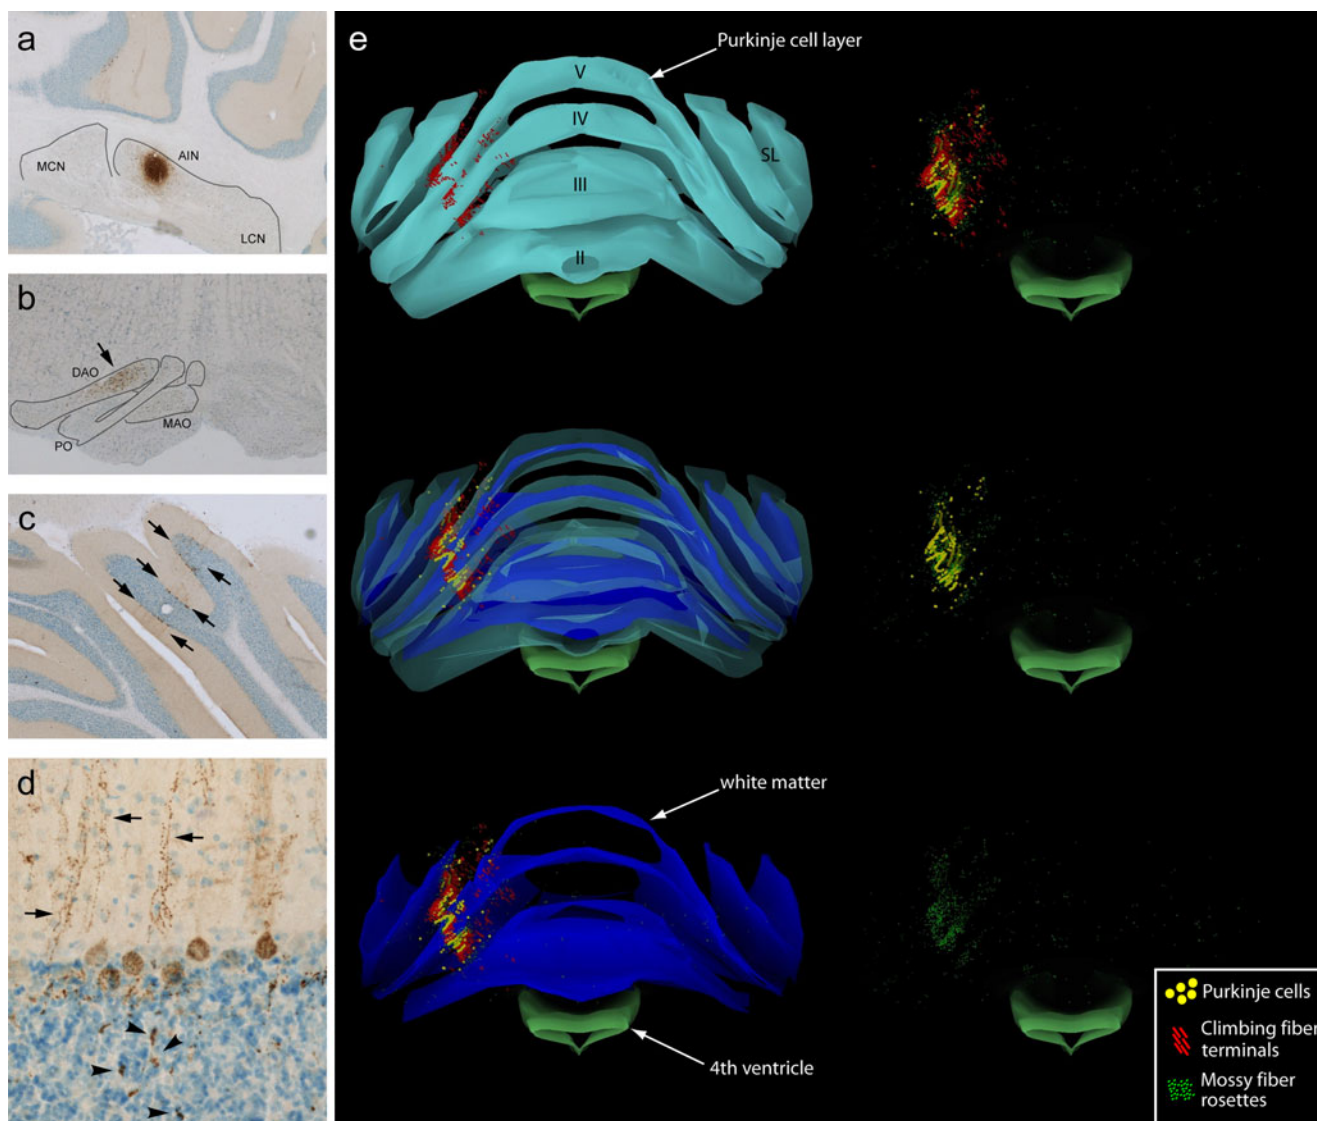 a
MCN
AIN
LCN
b
DAO
PO
MAO
c
d
e
Purkinje cell layer
V
IV
SL
III
II
white matter
4th ventricle
Purkinje cells
Climbing fiber
terminals
Mossy fiber
rosettes